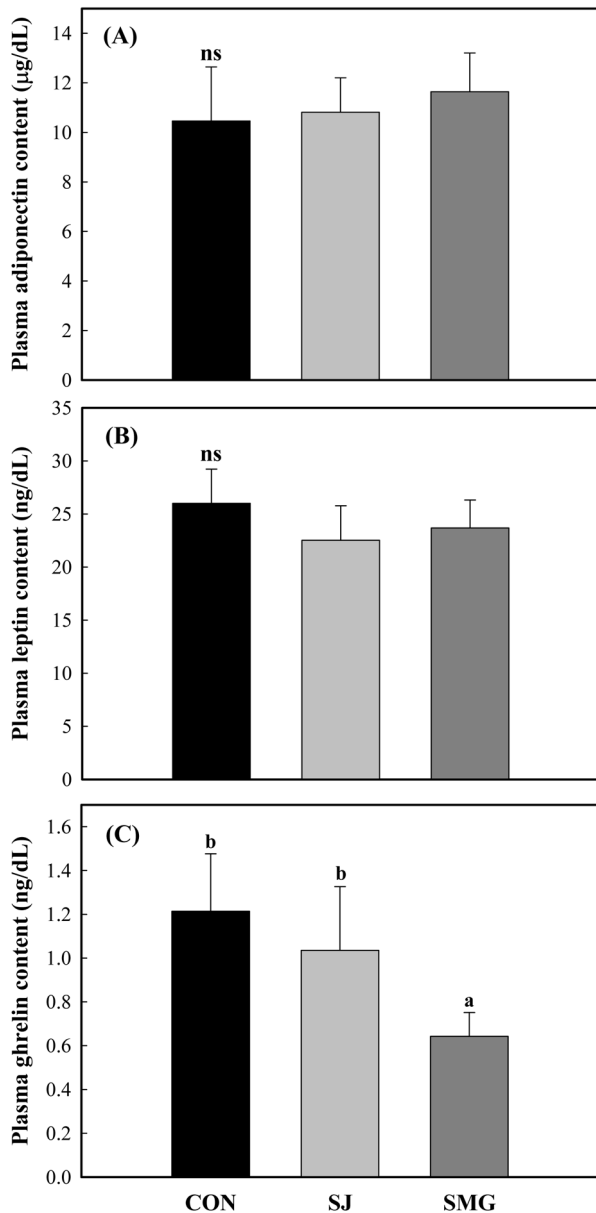 Plasma adiponectin content (μg/dL)
(A)
14
12
10
8
6
4
2
0
ns
Plasma leptin content (ng/dL)
(B)
35
30
25
20
15
10
5
0
ns
Plasma ghrelin content (ng/dL)
(C)
1.6
1.4
1.2
1.0
0.8
0.6
0.4
0.2
0.0
b
b
a
CON SJ SMG